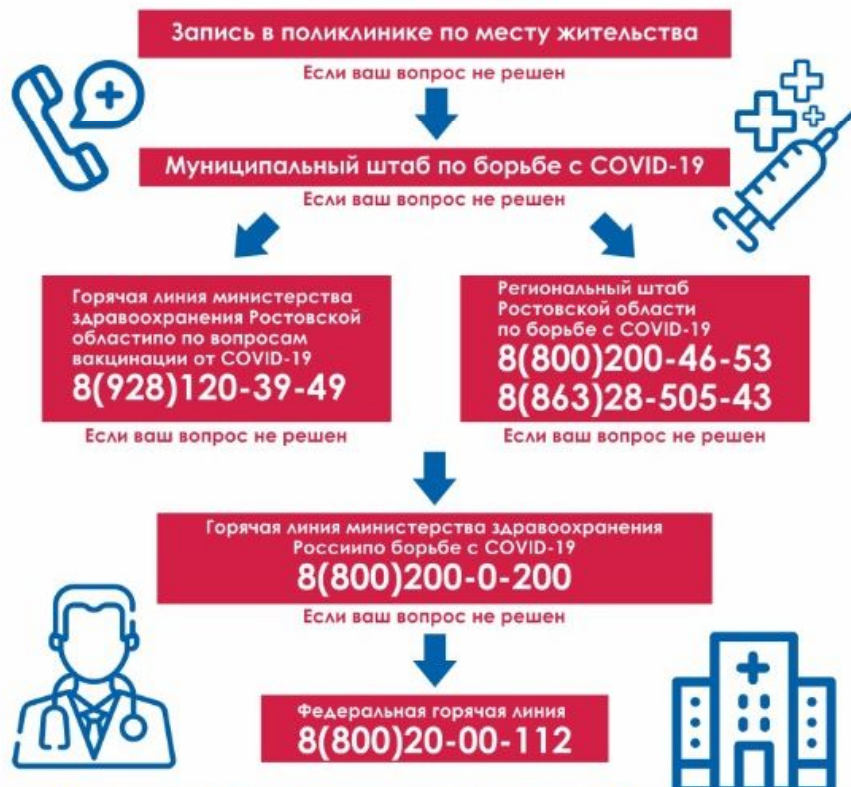 Запись в поликлинике по месту жительства
Если ваш вопрос не решен
Муниципальный штаб по борьбе с COVID-19
Если ваш вопрос не решен
Горячая линия министерства
здравоохранения Ростовской
областипо по вопросам
вакцинации от COVID-19
8(928)120-39-49
Если ваш вопрос не решен
Региональный штаб
Ростовской области
по борьбе с COVID-19
8(800)200-46-53
8(863)28-505-43
Если ваш вопрос не решен
Горячая линия министерства здравоохранения
Россиипо борьбе с COVID-19
8(800)200-0-200
Если ваш вопрос не решен
Федеральная горячая линия
8(800)20-00-112